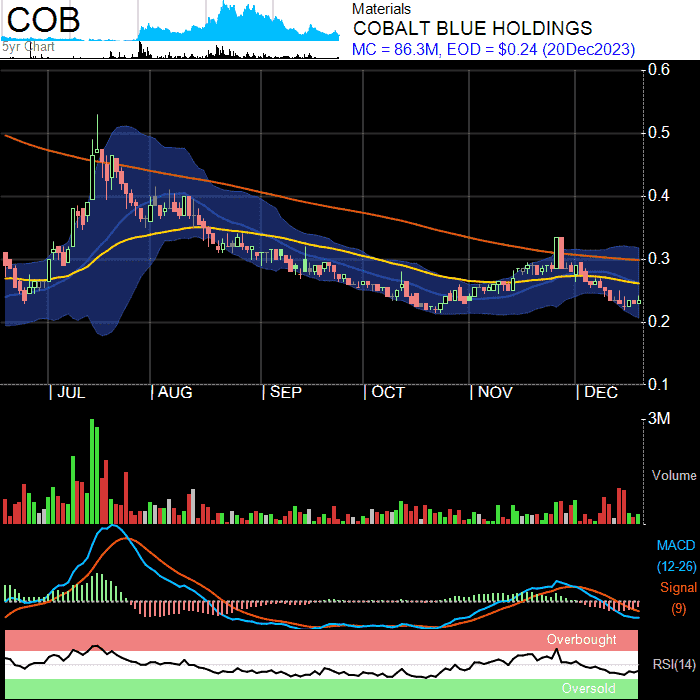 COB
5yr Chart
Materials
COBALT BLUE HOLDINGS
MC = 86.3M, EOD = $0.24 (20Dec2023)
0.6
0.5
0.4
0.3
0.2
0.1
JUL AUG SEP OCT NOV DEC
3M
Volume
MACD
(12-26)
Signal
(9)
Overbought
RSI(14)
Oversold